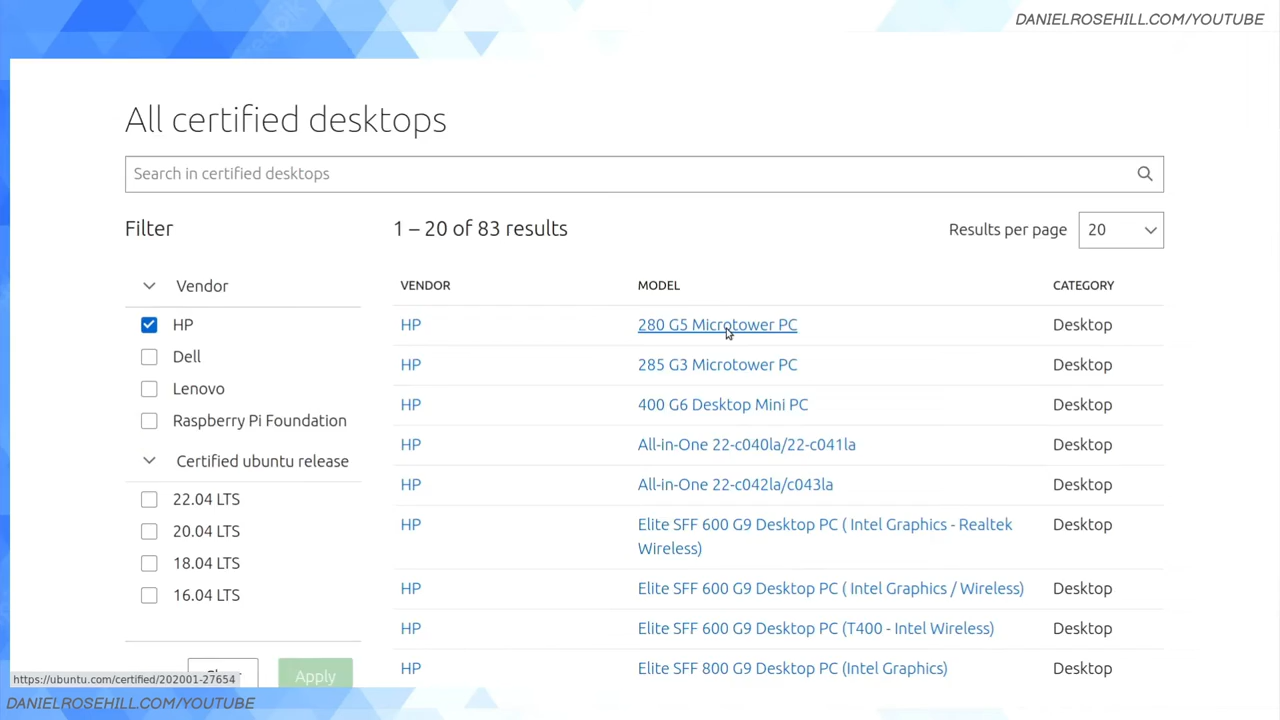 DANIELROSEHILL.COM/YOUTUBE
All certified desktops
Search in certified desktops
Filter
1 – 20 of 83 results
Results per page
20
Vendor
VENDOR
MODEL
CATEGORY
HP
HP
280 G5 Microtower PC
Desktop
Dell
HP
285 G3 Microtower PC
Desktop
Lenovo
HP
400 G6 Desktop Mini PC
Desktop
Raspberry Pi Foundation
HP
All-in-One 22-c040la/22-c041la
Desktop
Certified ubuntu release
HP
All-in-One 22-c042la/c043la
Desktop
22.04 LTS
HP
Elite SFF 600 G9 Desktop PC ( Intel Graphics - Realtek
Wireless)
Desktop
20.04 LTS
18.04 LTS
HP
Elite SFF 600 G9 Desktop PC ( Intel Graphics / Wireless)
Desktop
16.04 LTS
HP
Elite SFF 600 G9 Desktop PC (T400 - Intel Wireless)
Desktop
HP
Elite SFF 800 G9 Desktop PC (Intel Graphics)
Desktop
Apply
https://ubuntu.com/certified/202001-27654
DANIELROSEHILL.COM/YOUTUBE